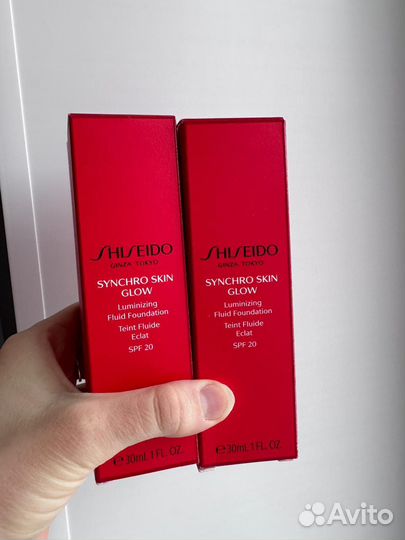 SHISEIDO
GINZA TOKYO
SYNCHRO SKIN
GLOW
Luminizing
Fluid Foundation
Teint Fluide
Eclat
SPF 20
℮30mL 1 FL. OZ.
SHISEIDO
GINZA TOKYO
SYNCHRO SKIN
GLOW
Luminizing
Fluid Foundation
Teint Fluide
Eclat
SPF 20
℮30mL 1 FL. OZ.
Avito